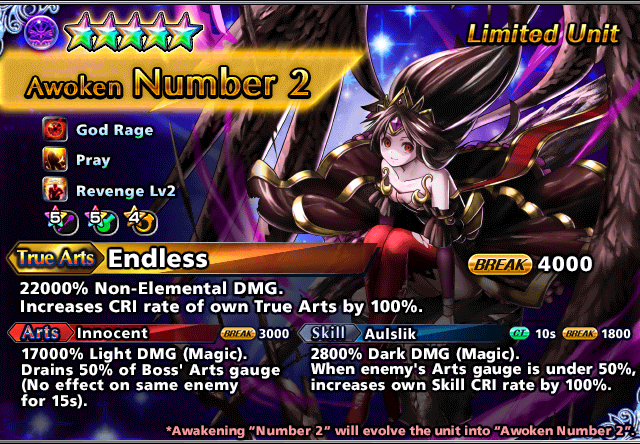 Limited Unit
Awoken Number 2
God Rage
Pray
Revenge Lv2
5 5 4
True Arts Endless BREAK 4000
22000% Non-Elemental DMG.
Increases CRI rate of own True Arts by 100%.
Arts Innocent BREAK 3000
17000% Light DMG (Magic).
Drains 50% of Boss' Arts gauge
(No effect on same enemy
for 15s).
Skill Aulslik CT 10s BREAK 1800
2800% Dark DMG (Magic).
When enemy's Arts gauge is under 50%,
increases own Skill CRI rate by 100%.
*Awakening "Number 2" will evolve the unit into "Awoken Number 2".